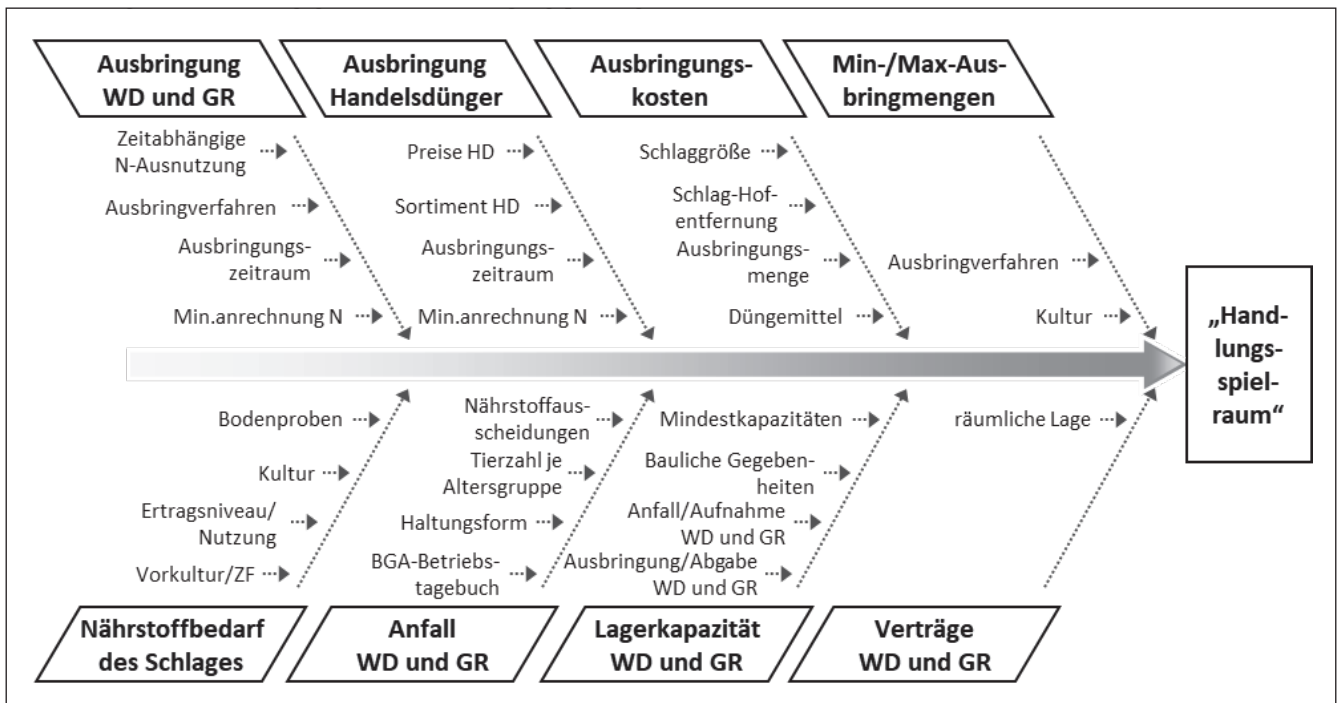 Ausbringung
WD und GR
Ausbringung
Handelsdünger
Ausbringungs-
kosten
Min-/Max-Aus-
bringmengen
Zeitabhängige
N-Ausnutzung
Ausbringverfahren
Ausbringungs-
zeitraum
Min.anrechnung N
Preise HD
Sortiment HD
Ausbringungs-
zeitraum
Min.anrechnung N
Schlaggröße
Schlag-Hof-
entfernung
Ausbringungs-
menge
Düngemittel
Ausbringverfahren
Kultur
„Hand-
lungs-
spiel-
raum“
Bodenproben
Kultur
Ertragsniveau/
Nutzung
Vorkultur/ZF
Nährstoffaus-
scheidungen
Tierzahl je
Altersgruppe
Haltungsform
BGA-Betriebs-
tagebuch
Mindestkapazitäten
Bauliche Gegeben-
heiten
Anfall/Aufnahme
WD und GR
Ausbringung/Abgabe
WD und GR
räumliche Lage
Nährstoffbedarf
des Schlages
Anfall
WD und GR
Lagerkapazität
WD und GR
Verträge
WD und GR